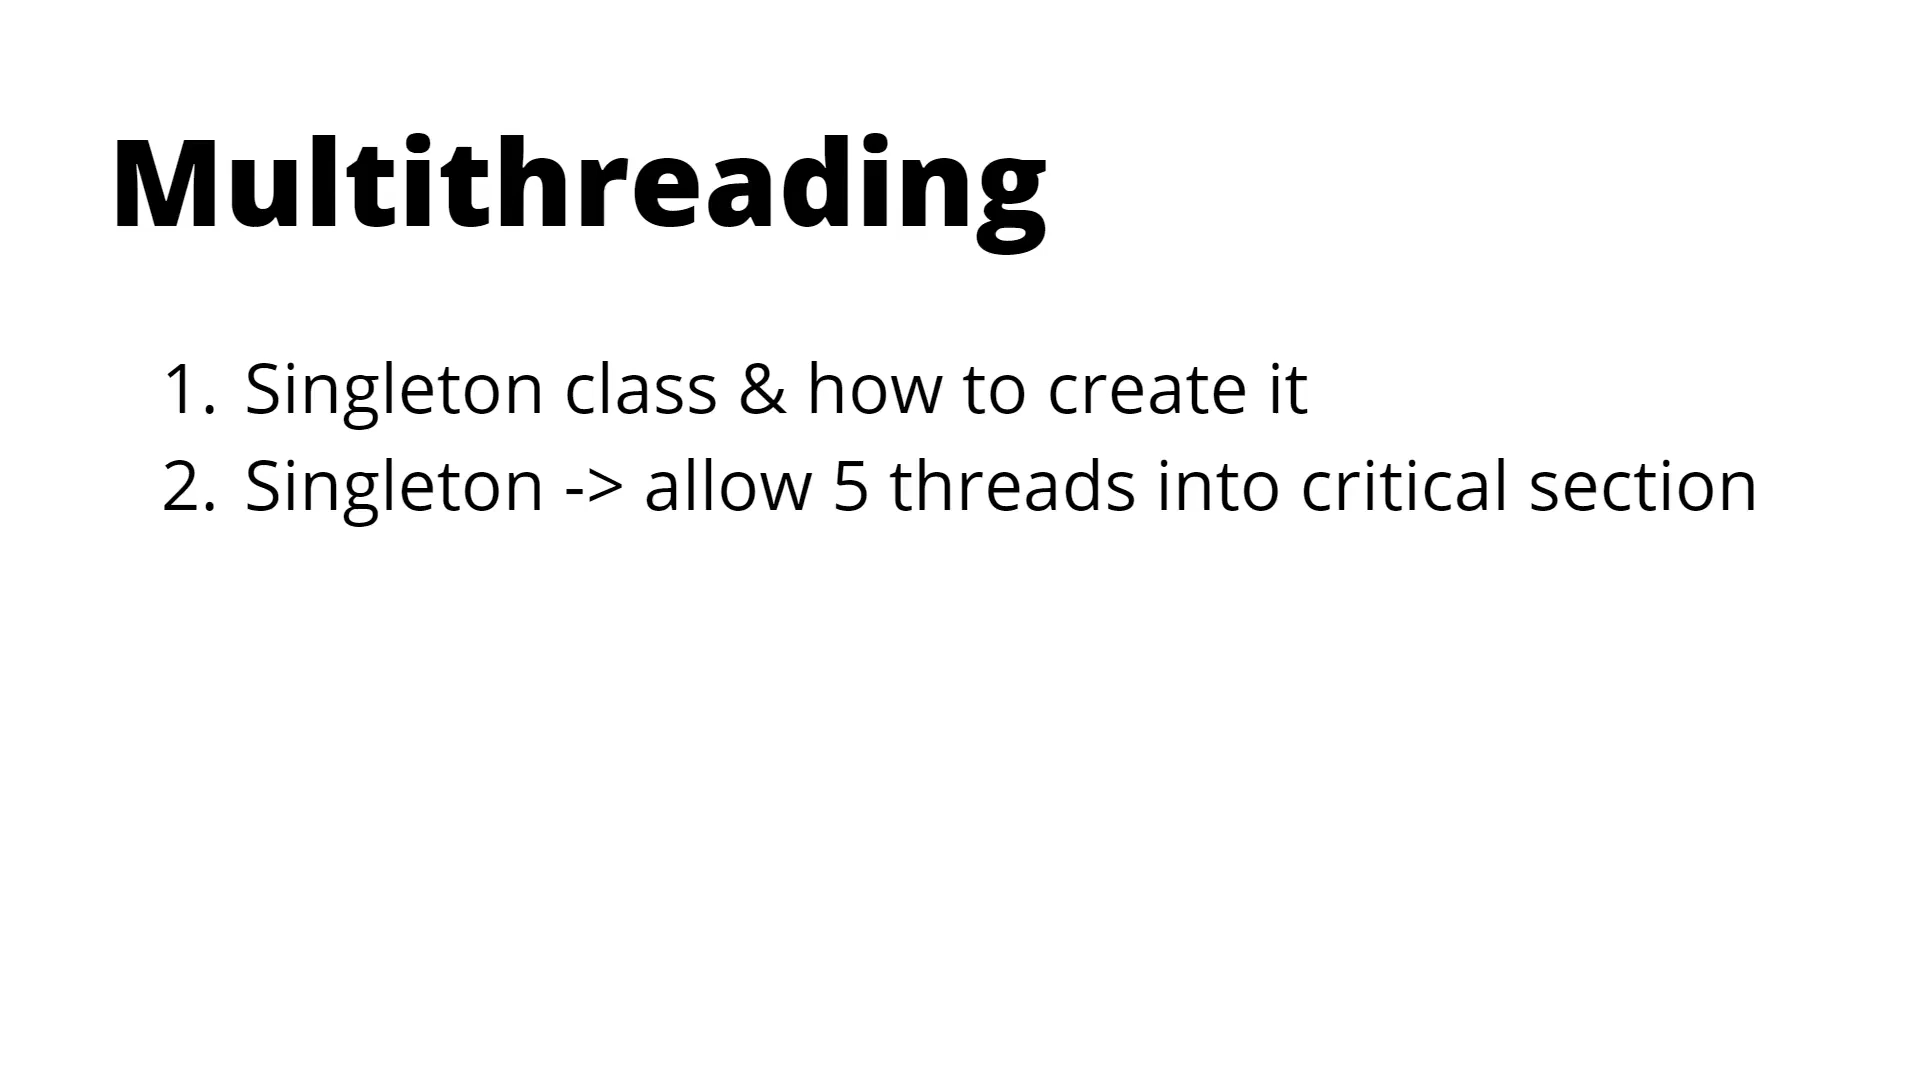 Multithreading
1. Singleton class & how to create it
2. Singleton -> allow 5 threads into critical section